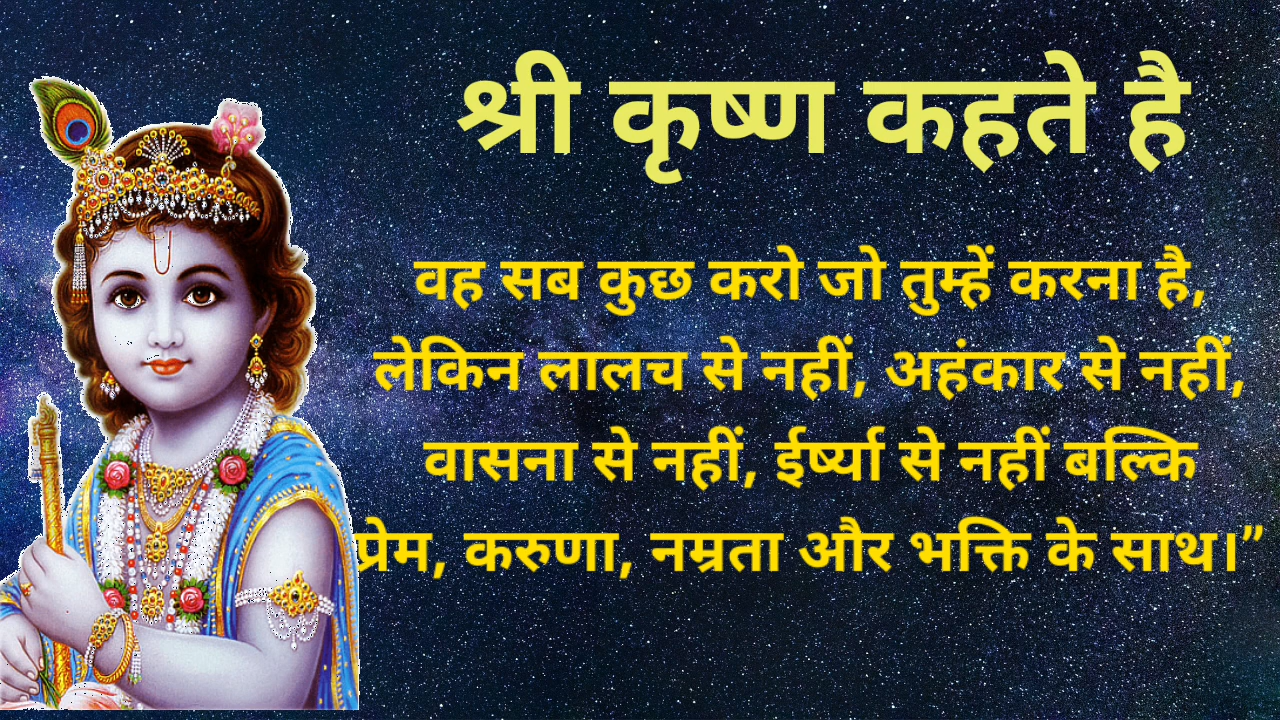 श्री कृष्ण कहते है
वह सब कुछ करो जो तुम्हें करना है,
लेकिन लालच से नहीं, अहंकार से नहीं,
वासना से नहीं, ईर्ष्या से नहीं बल्कि
प्रेम, करुणा, नम्रता और भक्ति के साथ।”